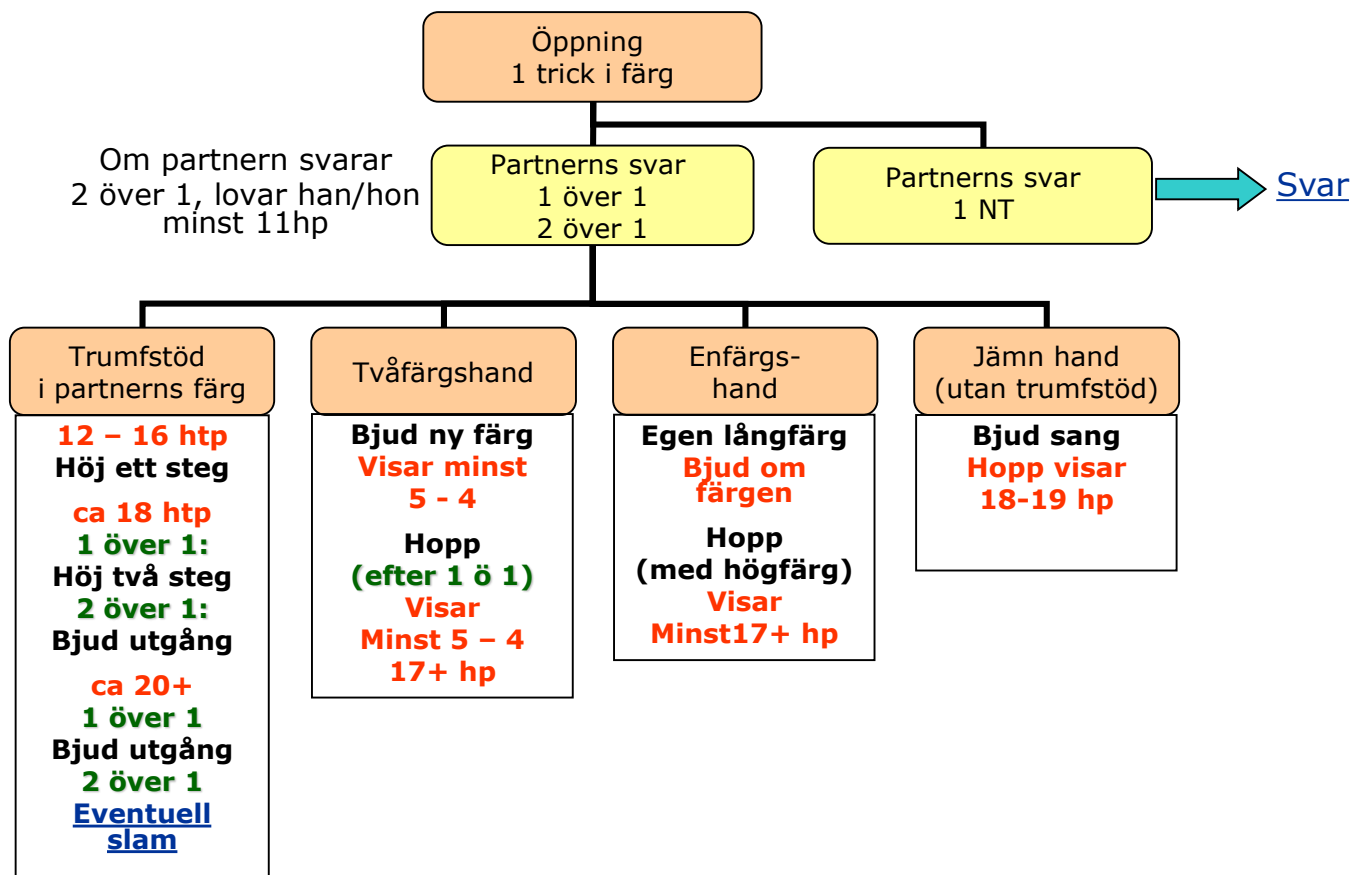 Öppning
1 trick i färg
Om partnern svarar
2 över 1, lovar han/hon
minst 11hp
Partnerns svar
1 över 1
2 över 1
Partnerns svar
1 NT
Svar
Trumfstöd
i partnerns färg
12 – 16 htp
Höj ett steg
ca 18 htp
1 över 1:
Höj två steg
2 över 1:
Bjud utgång
ca 20+
1 över 1
Bjud utgång
2 över 1
Eventuell
slam
Tvåfärgshand
Bjud ny färg
Visar minst
5 - 4
Hopp
(efter 1 ö 1)
Visar
Minst 5 – 4
17+ hp
Enfärgs-
hand
Egen långfärg
Bjud om
färgen
Hopp
(med högfärg)
Visar
Minst17+ hp
Jämn hand
(utan trumfstöd)
Bjud sang
Hopp visar
18-19 hp